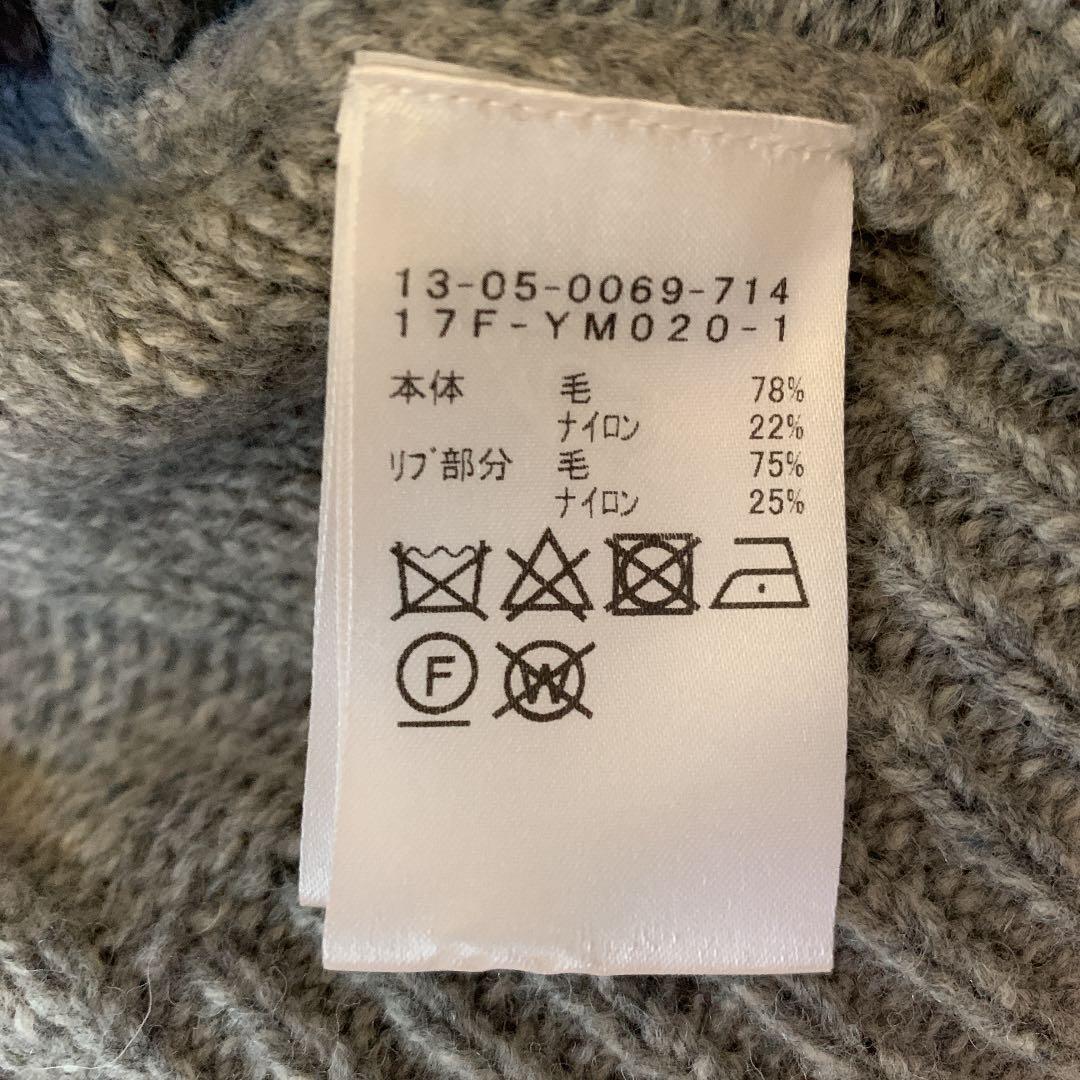 13-05-0069-714
17F-YM020-1
本体 毛 78%
ﾅｲﾛﾝ 22%
ﾘﾌﾞ部分 毛 75%
ﾅｲﾛﾝ 25%
F W